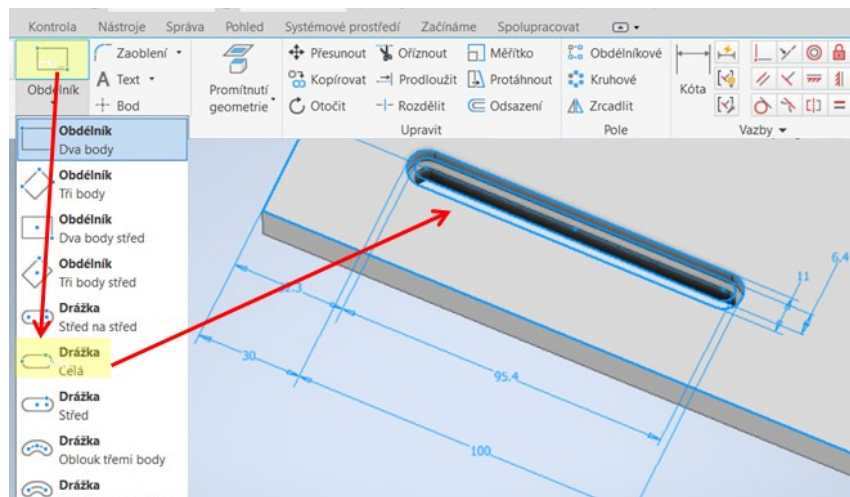 Kontrola Nástroje Správa Pohled Systémové prostředí Začínáme Spolupracovat
Obdélník
Zaoblení
Text
Bod
Promítnutí
geometrie
Přesunout Oříznout Měřítko
Kopírovat Prodloužit Protáhnout
Otočit Rozdělit Odsazení
Upravit
Obdélníkové
Kruhové
Zrcadlit
Pole
Kóta
Vazby
Obdélník
Dva body
Obdélník
Tři body
Obdélník
Dva body střed
Obdélník
Tři body střed
Drážka
Střed na střed
Drážka
Celá
Drážka
Střed
Drážka
Oblouk třemi body
Drážka
30
95.4
100
11
6.4